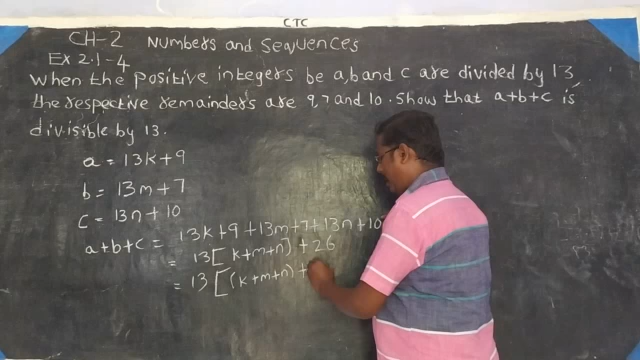 CTC
CH-2 Numbers and Sequences
Ex 2.1-4
When the positive integers be a, b and c are divided by 13
the respective remainders are 9,7 and 10. Show that a+b+c is
divisible by 13.
a = 13k+9
b = 13m+7
c = 13n+10
a+b+c = 13k+9+13m+7+13n+10
= 13[k+m+n]+26
= 13[(k+m+n)+